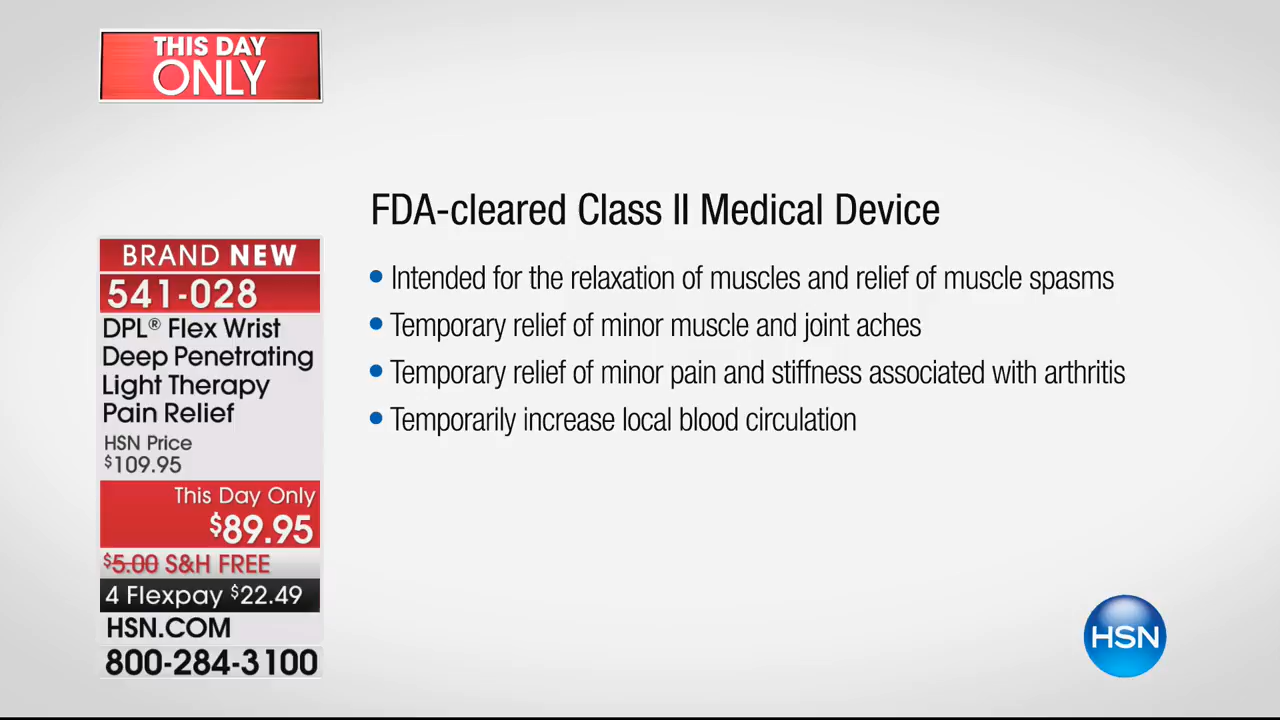 THIS DAY
ONLY
BRAND NEW
541-028
DPL® Flex Wrist
Deep Penetrating
Light Therapy
Pain Relief
HSN Price
$109.95
This Day Only
$89.95
$5.00 S&H FREE
4 Flexpay $22.49
HSN.COM
800-284-3100
FDA-cleared Class II Medical Device
• Intended for the relaxation of muscles and relief of muscle spasms
• Temporary relief of minor muscle and joint aches
• Temporary relief of minor pain and stiffness associated with arthritis
• Temporarily increase local blood circulation
HSN